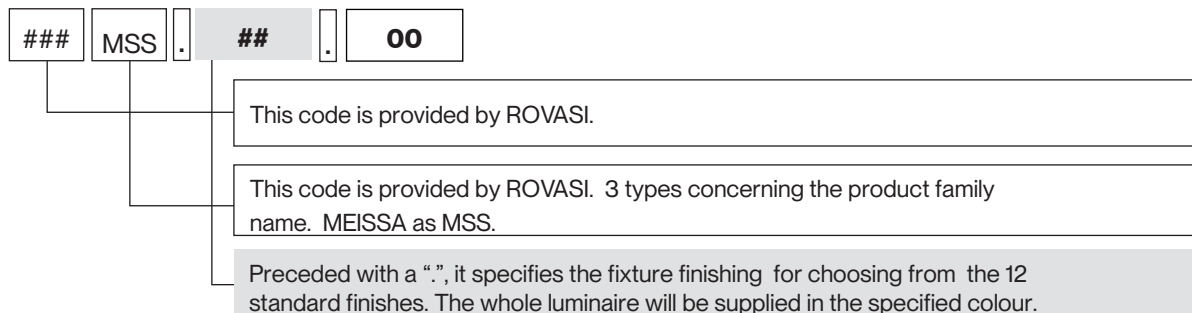 ### MSS . ## . 00
This code is provided by ROVASI.
This code is provided by ROVASI. 3 types concerning the product family
name. MEISSA as MSS.
Preceded with a “.”, it specifies the fixture finishing for choosing from the 12
standard finishes. The whole luminaire will be supplied in the specified colour.